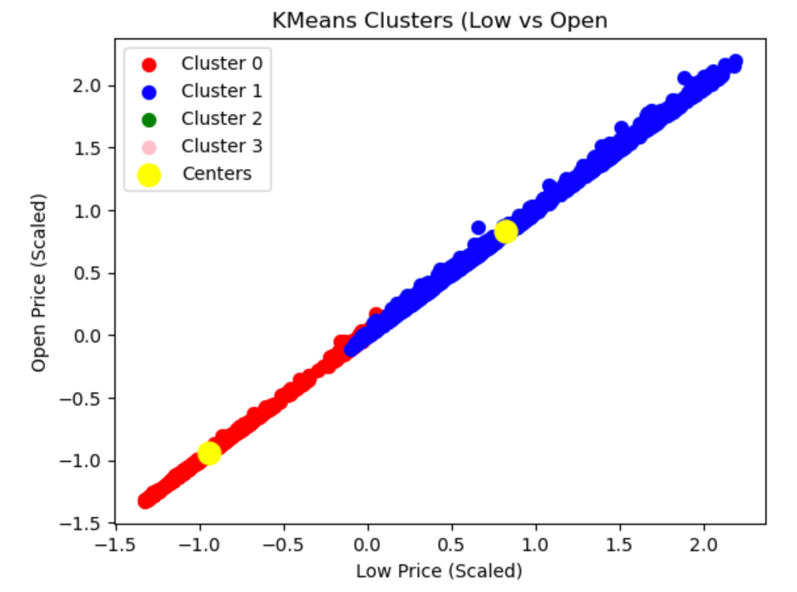 KMeans Clusters (Low vs Open
Cluster 0
Cluster 1
Cluster 2
Cluster 3
Centers
Open Price (Scaled)
2.0
1.5
1.0
0.5
0.0
−0.5
−1.0
−1.5
−1.5 −1.0 −0.5 0.0 0.5 1.0 1.5 2.0
Low Price (Scaled)